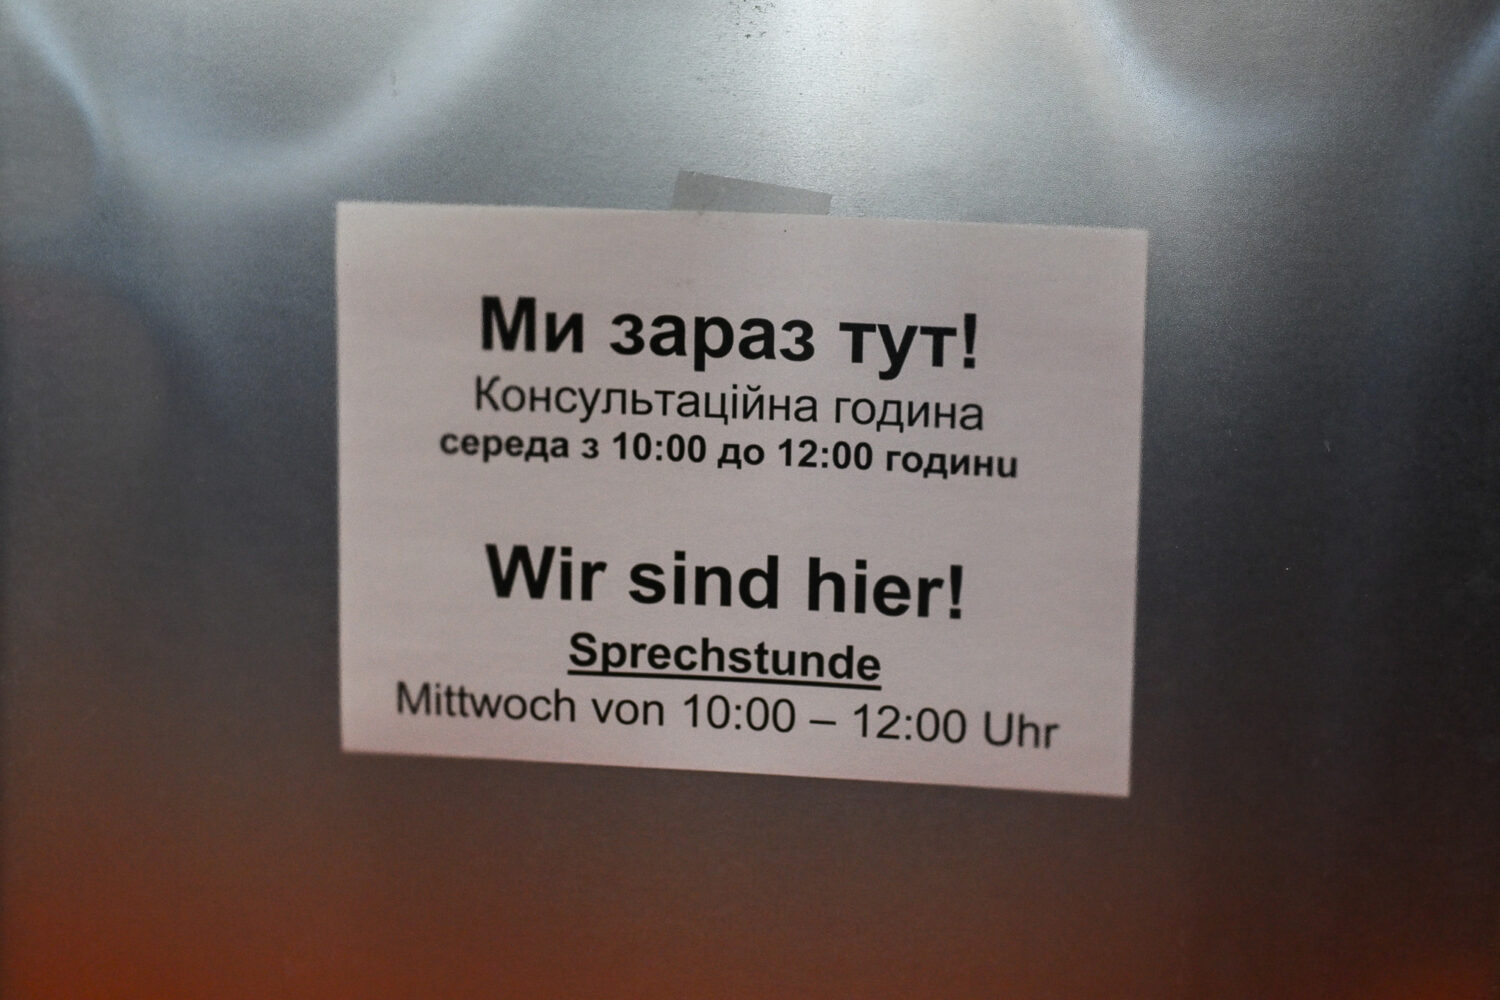 Ми зараз тут!
Консультаційна година
середа з 10:00 до 12:00 годинu
Wir sind hier!
Sprechstunde
Mittwoch von 10:00 – 12:00 Uhr